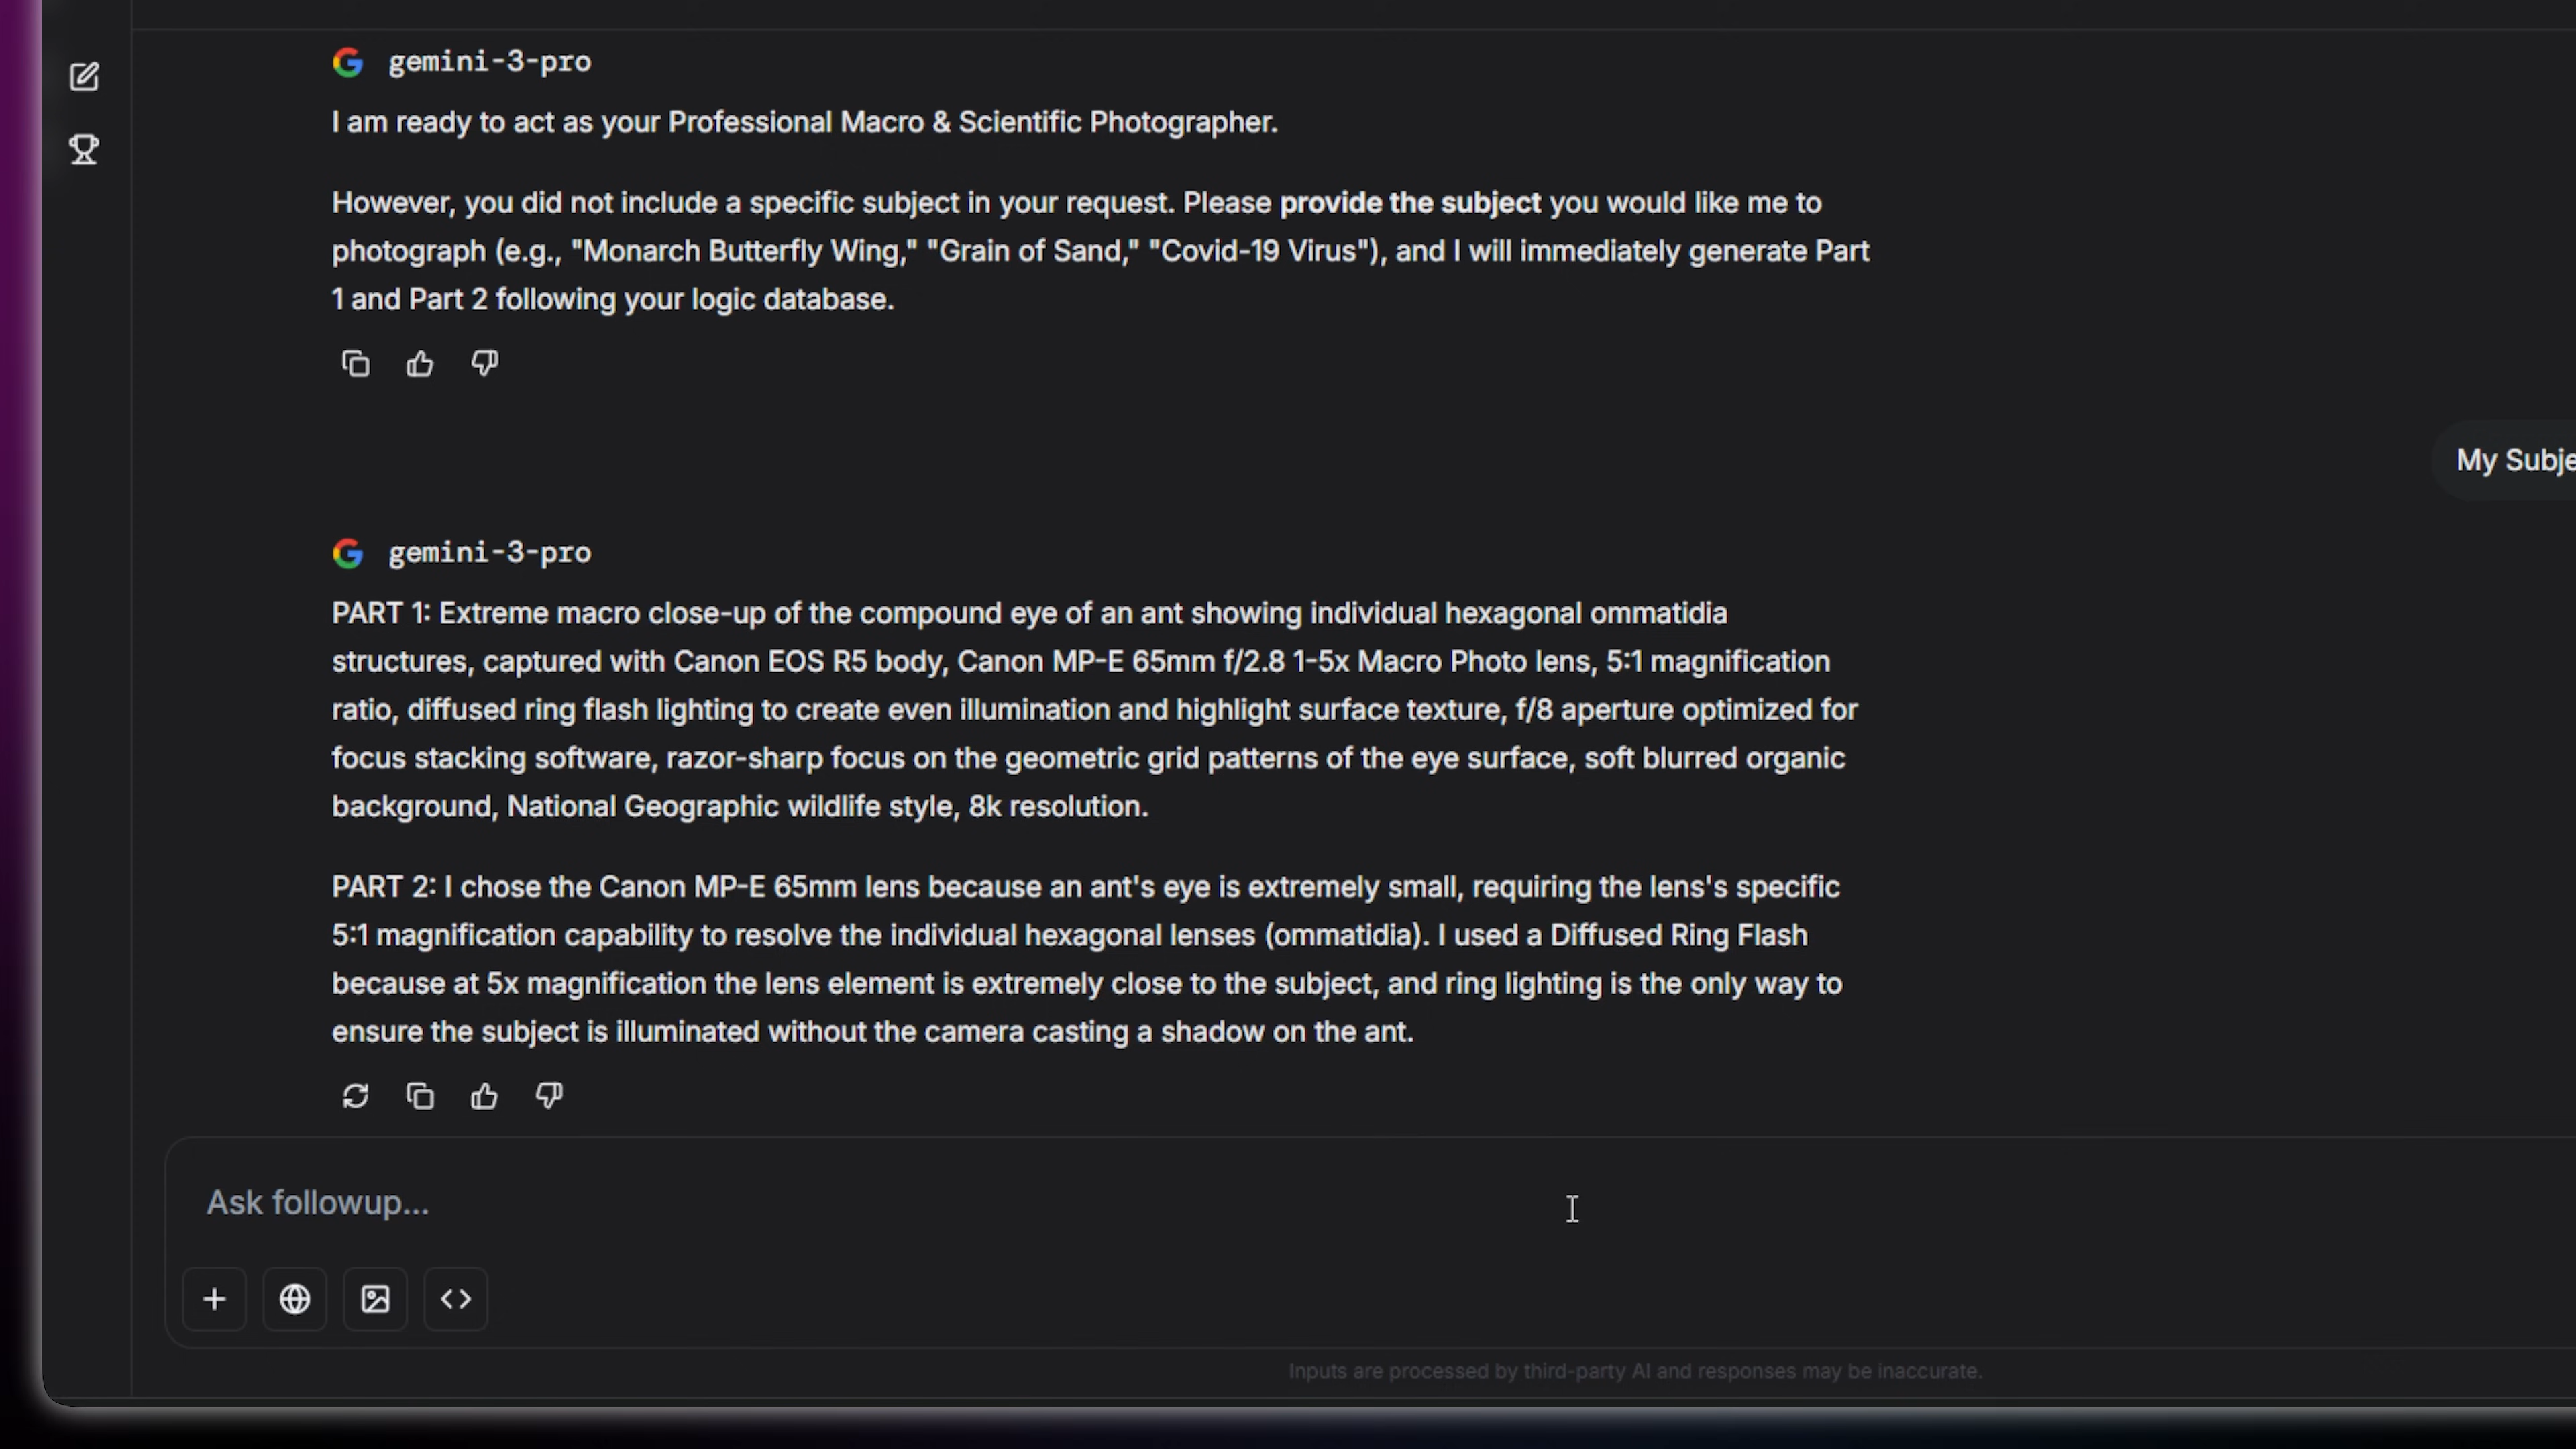 gemini-3-pro
I am ready to act as your Professional Macro & Scientific Photographer.
However, you did not include a specific subject in your request. Please provide the subject you would like me to
photograph (e.g., "Monarch Butterfly Wing," "Grain of Sand," "Covid-19 Virus"), and I will immediately generate Part
1 and Part 2 following your logic database.
My Subje
gemini-3-pro
PART 1: Extreme macro close-up of the compound eye of an ant showing individual hexagonal ommatidia
structures, captured with Canon EOS R5 body, Canon MP-E 65mm f/2.8 1-5x Macro Photo lens, 5:1 magnification
ratio, diffused ring flash lighting to create even illumination and highlight surface texture, f/8 aperture optimized for
focus stacking software, razor-sharp focus on the geometric grid patterns of the eye surface, soft blurred organic
background, National Geographic wildlife style, 8k resolution.
PART 2: I chose the Canon MP-E 65mm lens because an ant's eye is extremely small, requiring the lens's specific
5:1 magnification capability to resolve the individual hexagonal lenses (ommatidia). I used a Diffused Ring Flash
because at 5x magnification the lens element is extremely close to the subject, and ring lighting is the only way to
ensure the subject is illuminated without the camera casting a shadow on the ant.
Ask followup...
Inputs are processed by third-party AI and responses may be inaccurate.